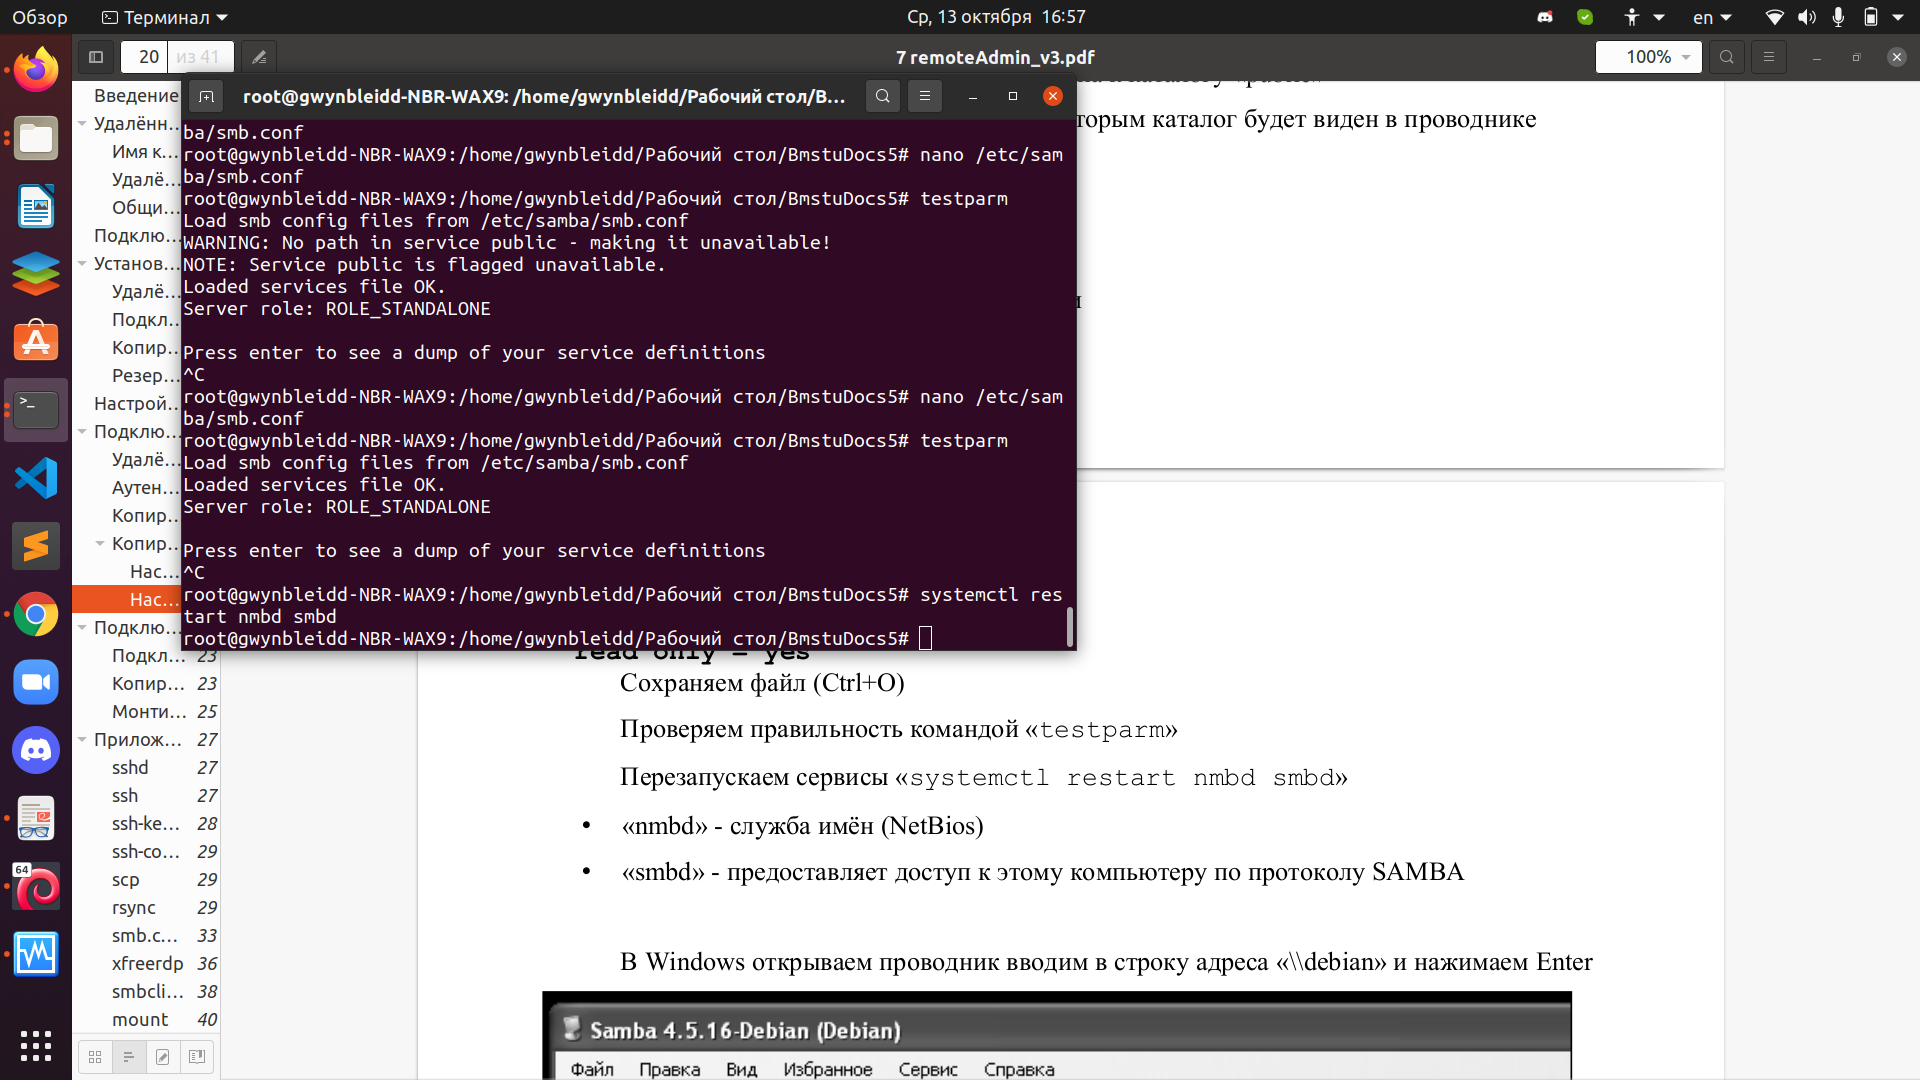 Обзор
Терминал
Ср, 13 октября 16:57
en
20
из 41
7 remoteAdmin_v3.pdf
100%
Введение
Удалённ...
Имя к...
Удалё...
Общи...
Подклю...
Установ...
Удалё...
Подкл...
Копир...
Резер...
Настрой...
Подклю...
Удалё...
Аутен...
Копир...
Копир...
Нас...
Нас...
Подклю...
Подкл... 23
Копир... 23
Монти... 25
Прилож... 27
sshd 27
ssh 27
ssh-ke... 28
ssh-co... 29
scp 29
rsync 29
smb.c... 33
xfreerdp 36
smbcli... 38
mount 40
root@gwynbleidd-NBR-WAX9: /home/gwynbleidd/Рабочий стол/B...
ba/smb.conf
root@gwynbleidd-NBR-WAX9:/home/gwynbleidd/Рабочий стол/BmstuDocs5# nano /etc/sam
ba/smb.conf
root@gwynbleidd-NBR-WAX9:/home/gwynbleidd/Рабочий стол/BmstuDocs5# testparm
Load smb config files from /etc/samba/smb.conf
WARNING: No path in service public - making it unavailable!
NOTE: Service public is flagged unavailable.
Loaded services file OK.
Server role: ROLE_STANDALONE
Press enter to see a dump of your service definitions
^C
root@gwynbleidd-NBR-WAX9:/home/gwynbleidd/Рабочий стол/BmstuDocs5# nano /etc/sam
ba/smb.conf
root@gwynbleidd-NBR-WAX9:/home/gwynbleidd/Рабочий стол/BmstuDocs5# testparm
Load smb config files from /etc/samba/smb.conf
Loaded services file OK.
Server role: ROLE_STANDALONE
Press enter to see a dump of your service definitions
^C
root@gwynbleidd-NBR-WAX9:/home/gwynbleidd/Рабочий стол/BmstuDocs5# systemctl res
tart nmbd smbd
root@gwynbleidd-NBR-WAX9:/home/gwynbleidd/Рабочий стол/BmstuDocs5#
торым каталог будет виден в проводнике
read only = yes
Сохраняем файл (Ctrl+O)
Проверяем правильность командой «testparm»
Перезапускаем сервисы «systemctl restart nmbd smbd»
• «nmbd» - служба имён (NetBios)
• «smbd» - предоставляет доступ к этому компьютеру по протоколу SAMBA
В Windows открываем проводник вводим в строку адреса «\\debian» и нажимаем Enter
Samba 4.5.16-Debian (Debian)
Файл Правка Вид Избранное Сервис Справка
64